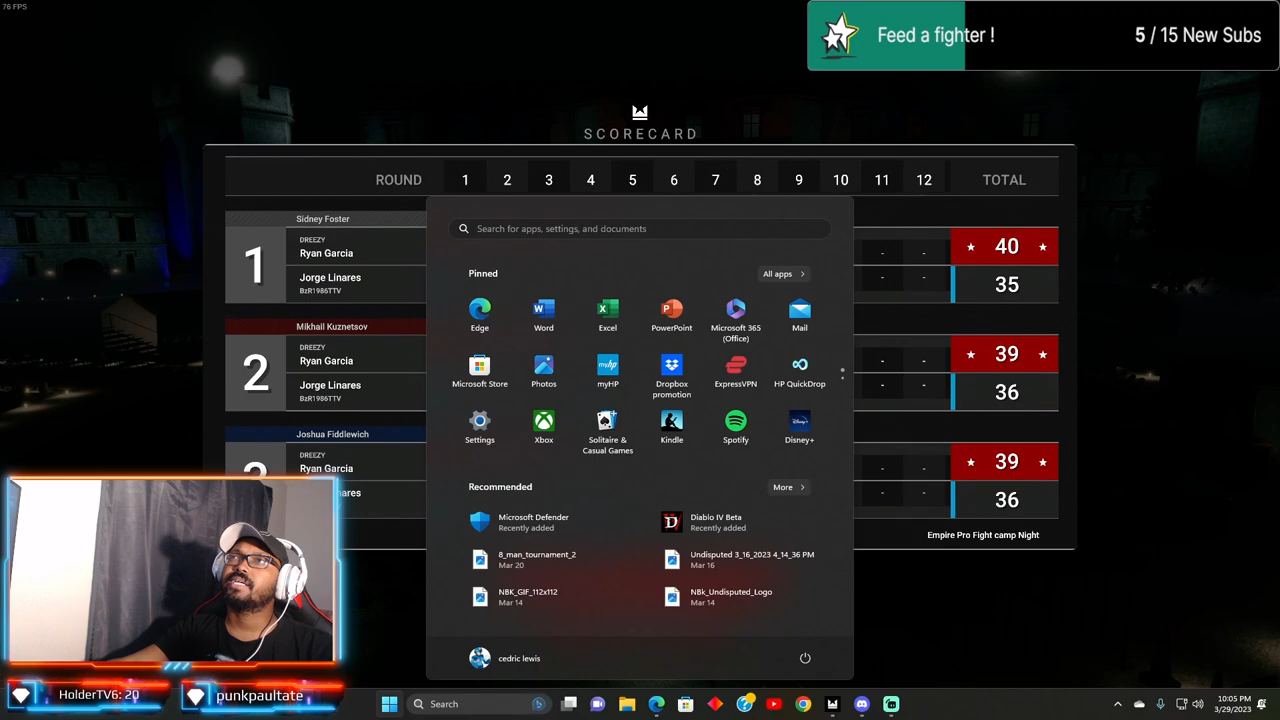 76 FPS
Feed a fighter !
5 / 15 New Subs
SCORECARD
ROUND 1 2 3 4 5 6 7 8 9 10 11 12 TOTAL
Sidney Foster
1
DREEZY
Ryan Garcia
- - 40
Jorge Linares
BzR1986TTV
- - 35
Mikhail Kuznetsov
2
DREEZY
Ryan Garcia
- - 39
Jorge Linares
BzR1986TTV
- - 36
Joshua Fiddlewich
DREEZY
Ryan Garcia
- - 39
- - 36
Empire Pro Fight camp Night
Search for apps, settings, and documents
Pinned
All apps >
Edge
Word
Excel
PowerPoint
Microsoft 365
(Office)
Mail
Microsoft Store
Photos
myhp
myHP
Dropbox
promotion
ExpressVPN
HP QuickDrop
Settings
Xbox
Solitaire &
Casual Games
Kindle
Spotify
Disney+
Disney+
Recommended
More >
Microsoft Defender
Recently added
Diablo IV Beta
Recently added
8_man_tournament_2
Mar 20
Undisputed 3_16_2023 4_14_36 PM
Mar 16
NBK_GIF_112x112
Mar 14
NBk_Undisputed_Logo
Mar 14
cedric lewis
HolderTV6: 20
punkpaultate
Search
10:05 PM
3/29/2023